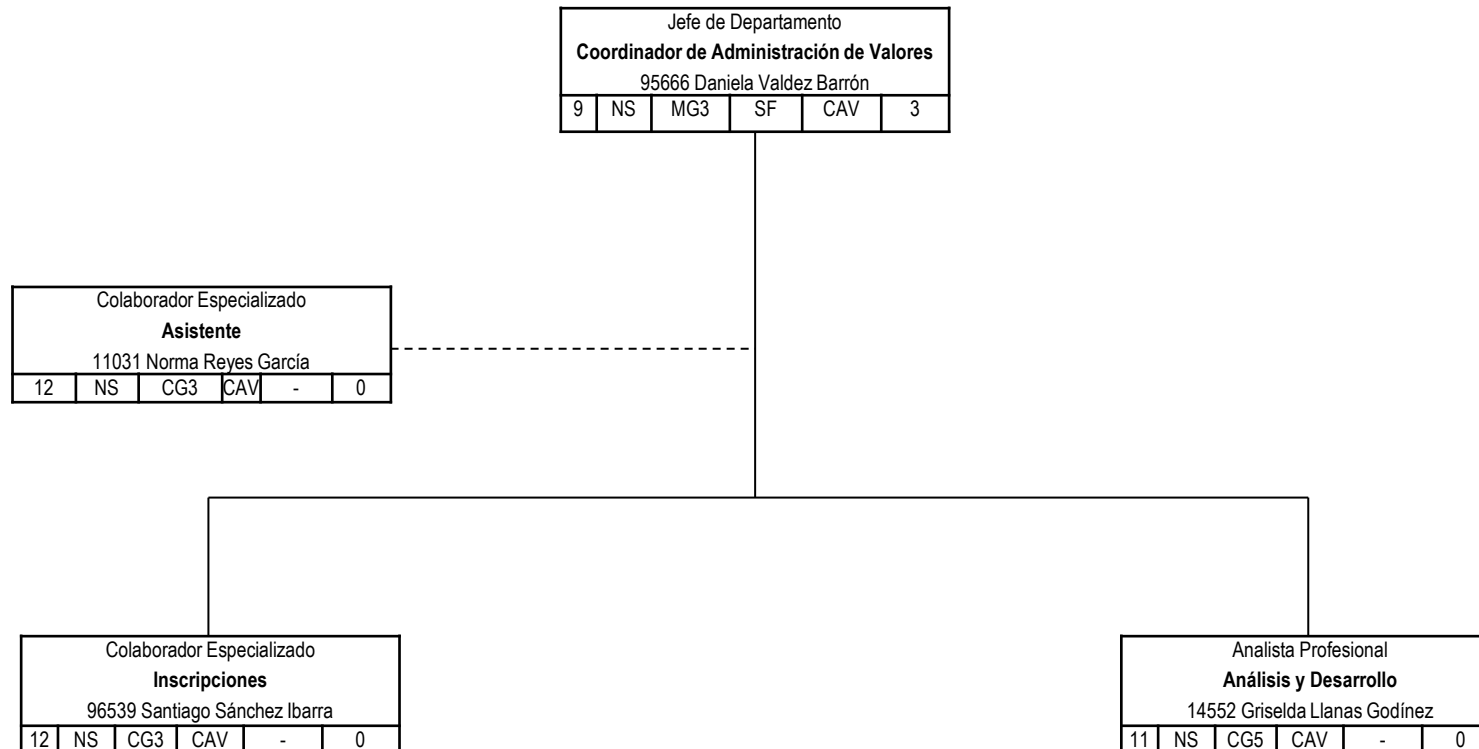 Jefe de Departamento
Coordinador de Administración de Valores
95666 Daniela Valdez Barrón
9 NS MG3 SF CAV 3
Colaborador Especializado
Asistente
11031 Norma Reyes García
12 NS CG3 CAV - 0
Colaborador Especializado
Inscripciones
96539 Santiago Sánchez Ibarra
12 NS CG3 CAV - 0
Analista Profesional
Análisis y Desarrollo
14552 Griselda Llanas Godínez
11 NS CG5 CAV - 0